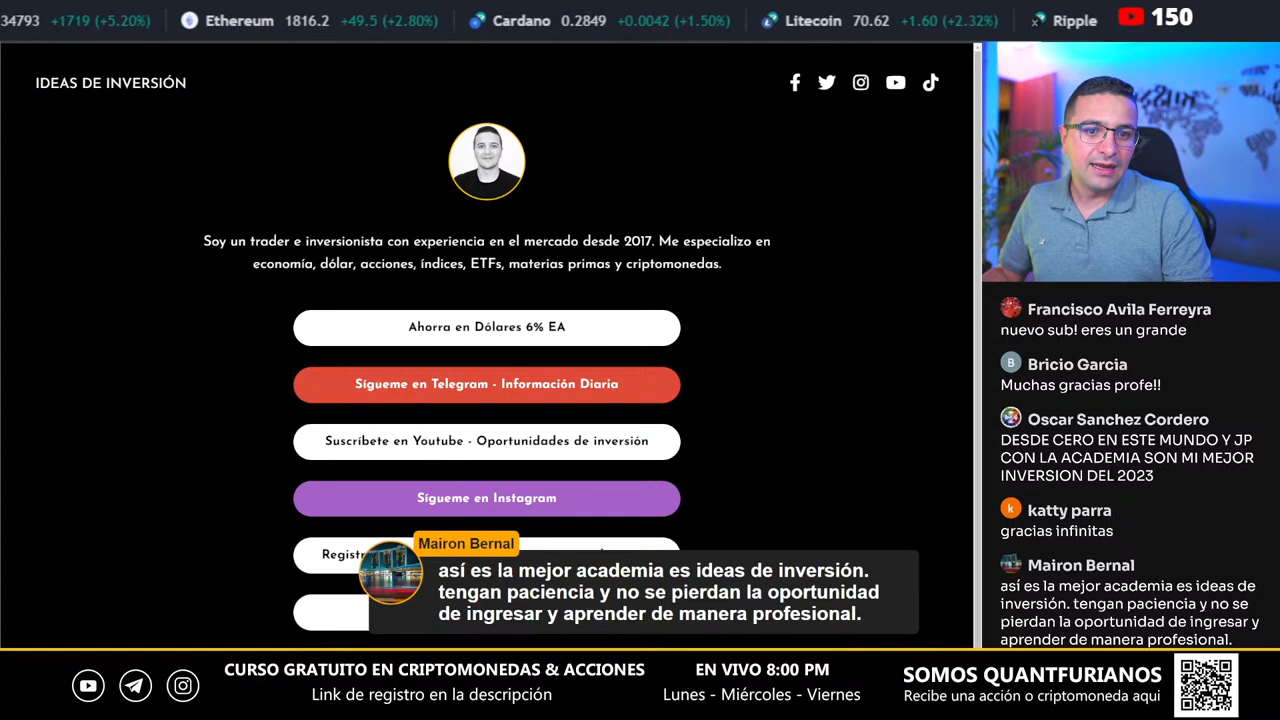 34793 +1719 (+5.20%) Ethereum 1816.2 +49.5 (+2.80%) Cardano 0.2849 +0.0042 (+1.50%) Litecoin 70.62 +1.60 (+2.32%) Ripple 150
IDEAS DE INVERSIÓN
Soy un trader e inversionista con experiencia en el mercado desde 2017. Me especializo en
economía, dólar, acciones, índices, ETFs, materias primas y criptomonedas.
Ahorra en Dólares 6% EA
Sígueme en Telegram - Información Diaria
Suscríbete en Youtube - Oportunidades de inversión
Sígueme en Instagram
Mairon Bernal
así es la mejor academia es ideas de inversión.
tengan paciencia y no se pierdan la oportunidad
de ingresar y aprender de manera profesional.
Francisco Avila Ferreyra
nuevo sub! eres un grande
B Bricio Garcia
Muchas gracias profe!!
Oscar Sanchez Cordero
DESDE CERO EN ESTE MUNDO Y JP
CON LA ACADEMIA SON MI MEJOR
INVERSION DEL 2023
k katty parra
gracias infinitas
Mairon Bernal
así es la mejor academia es ideas de
inversión. tengan paciencia y no se
pierdan la oportunidad de ingresar y
aprender de manera profesional.
CURSO GRATUITO EN CRIPTOMONEDAS & ACCIONES
Link de registro en la descripción
EN VIVO 8:00 PM
Lunes - Miércoles - Viernes
SOMOS QUANTFURIANOS
Recibe una acción o criptomoneda aqui